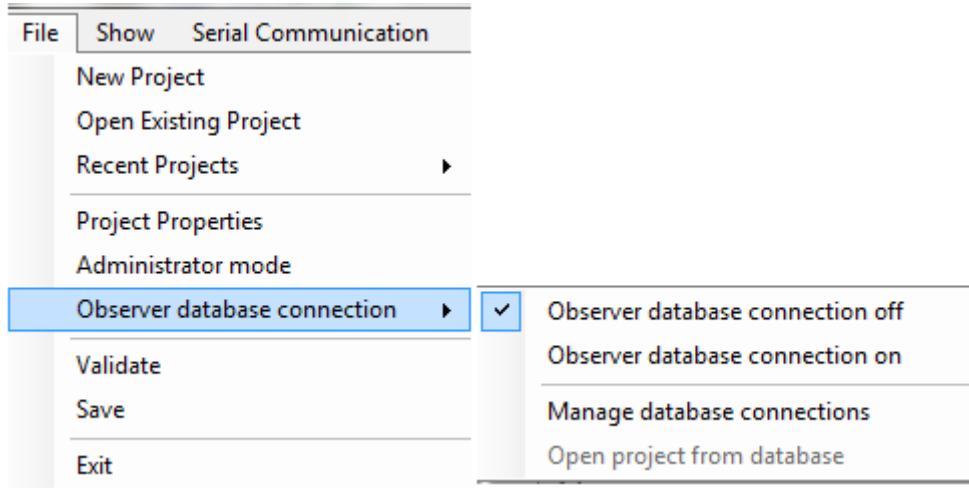 File Show Serial Communication
New Project
Open Existing Project
Recent Projects
Project Properties
Administrator mode
Observer database connection
Validate
Save
Exit
Observer database connection off
Observer database connection on
Manage database connections
Open project from database